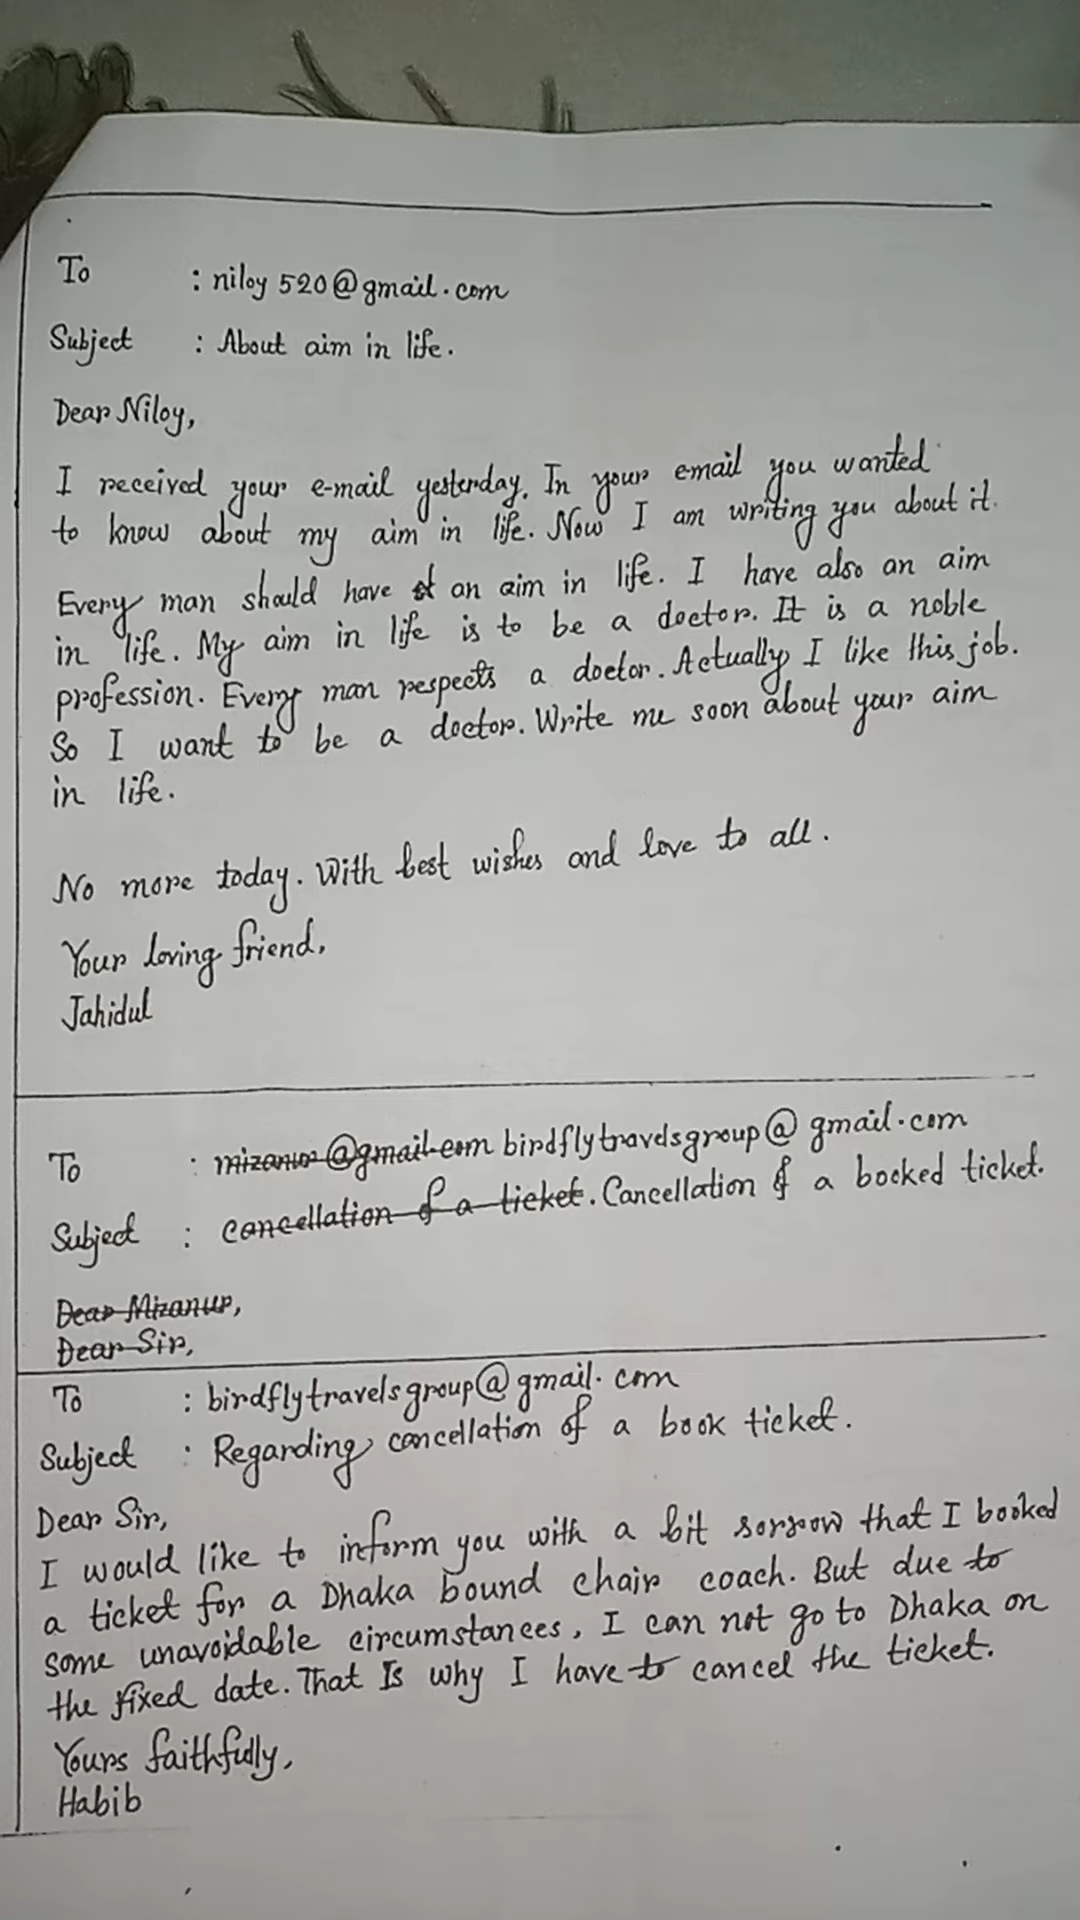 To : niloy 520@gmail.com
Subject : About aim in life.
Dear Niloy,
I received your e-mail yesterday. In your email you wanted
to know about my aim in life. Now I am writing you about it.
Every man should have an aim in life. I have also an aim
in life. My aim in life is to be a doctor. It is a noble
profession. Every man respects a doctor. Actually I like this job.
So I want to be a doctor. Write me soon about your aim
in life.
No more today. With best wishes and love to all.
Your loving friend,
Jahidul
To : mizanur@gmail.com birdflytravelsgroup@gmail.com
Subject : cancellation of a ticket. Cancellation of a booked ticket.
Dear Mizanur,
Dear Sir,
To : birdflytravelsgroup@gmail.com
Subject : Regarding cancellation of a book ticket.
Dear Sir,
I would like to inform you with a bit sorrow that I booked
a ticket for a Dhaka bound chair coach. But due to
some unavoidable circumstances, I can not go to Dhaka on
the fixed date. That Is why I have to cancel the ticket.
Yours faithfully,
Habib